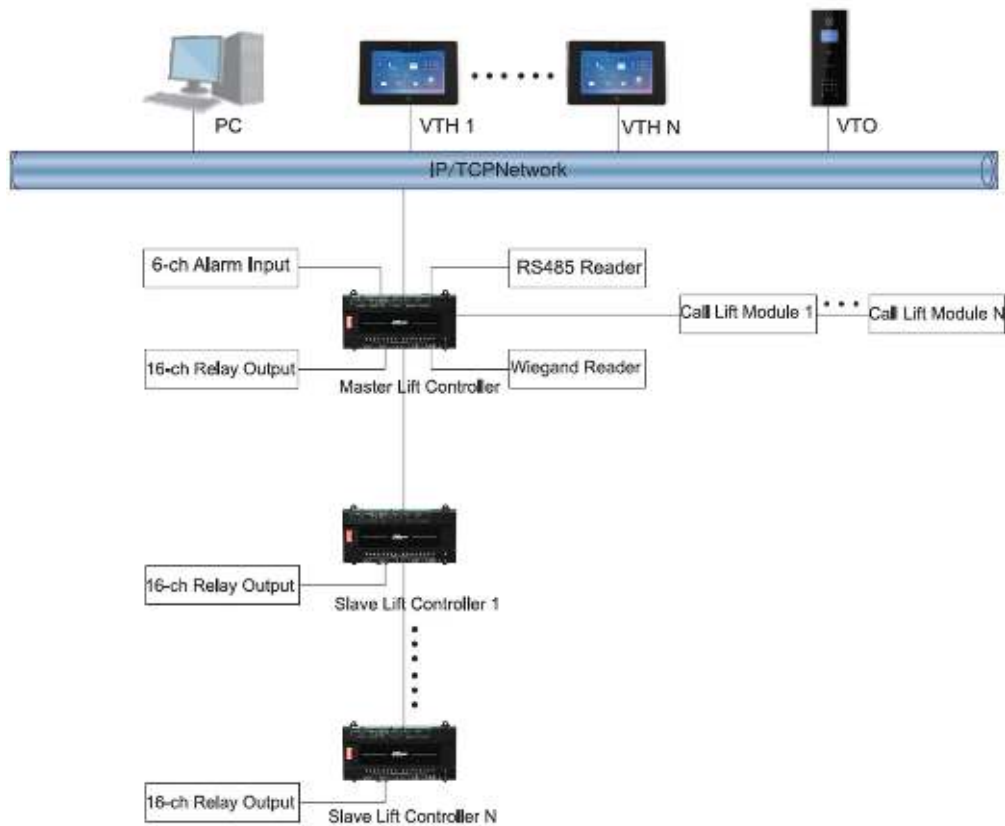 PC
VTH 1
VTH N
VTO
IP/TCPNetwork
6-ch Alarm Input
RS485 Reader
Call Lift Module 1
Call Lift Module N
16-ch Relay Output
Wiegand Reader
Master Lift Controller
16-ch Relay Output
Slave Lift Controller 1
16-ch Relay Output
Slave Lift Controller N